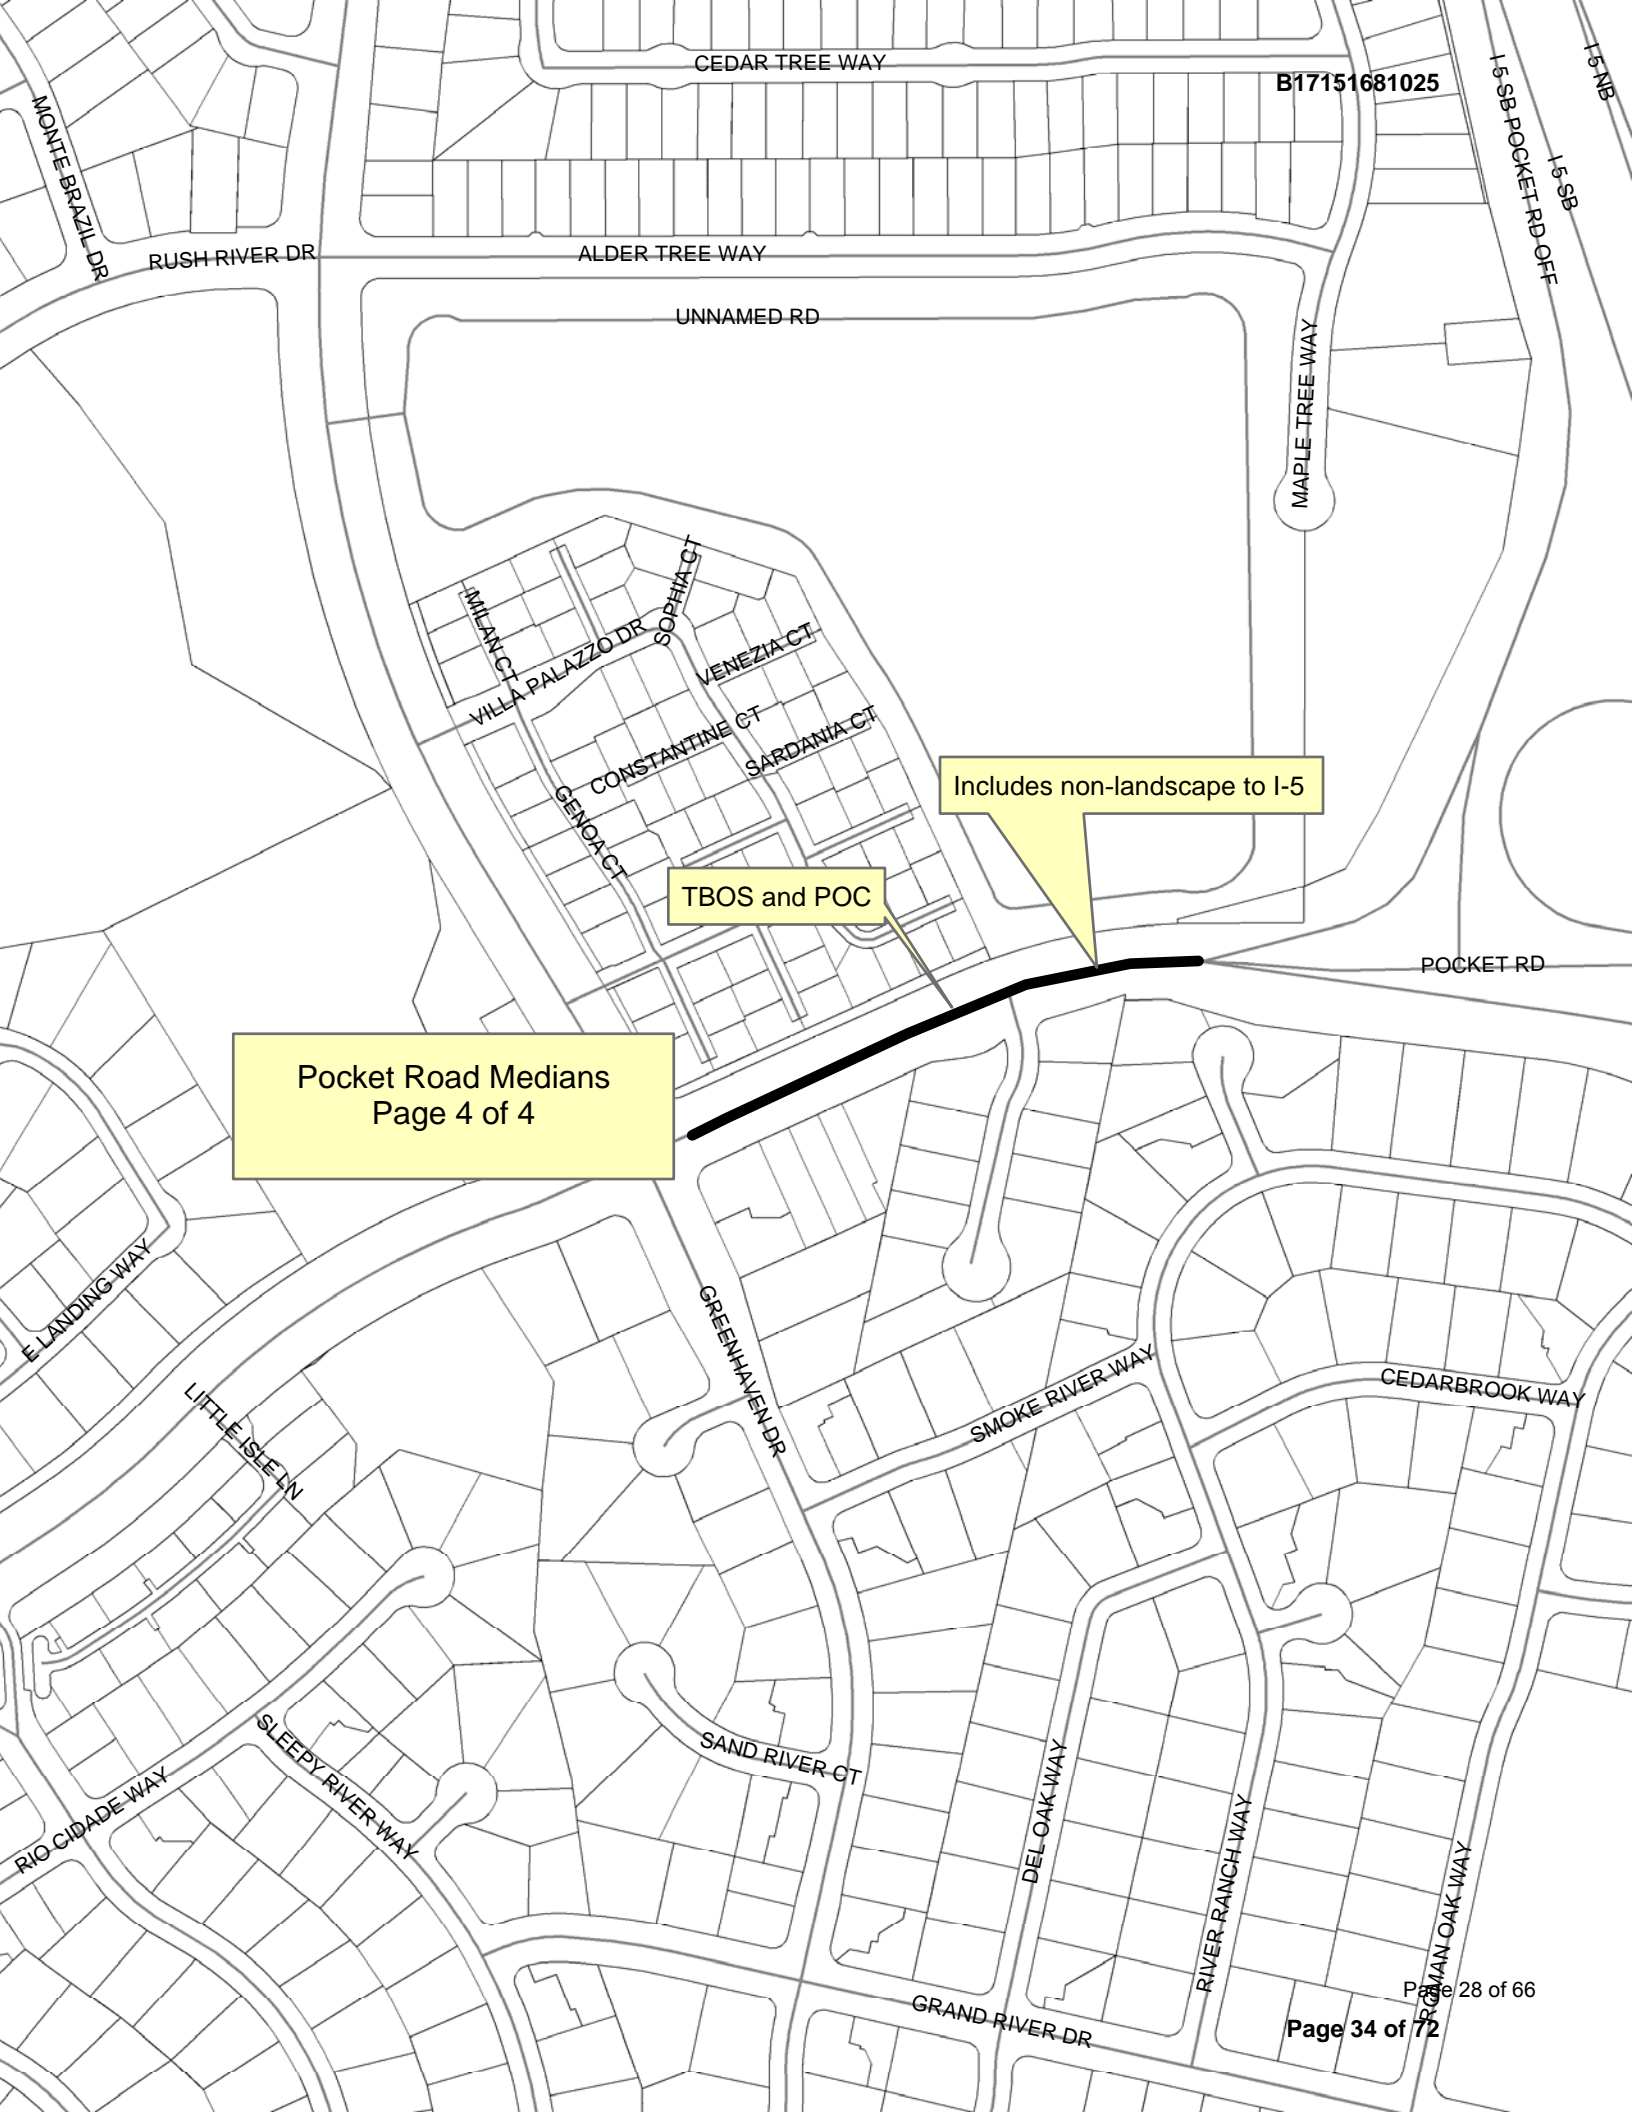 CEDAR TREE WAY
B17151681025
I 5 NB
I 5 SB POCKET RD OFF
I 5 SB
MONTE BRAZIL DR
RUSH RIVER DR
ALDER TREE WAY
UNNAMED RD
MAPLE TREE WAY
SOPHIA CT
MILAN CT
VILLA PALAZZO DR
VENEZIA CT
CONSTANTINE CT
SARDANIA CT
GENOA CT
Includes non-landscape to I-5
TBOS and POC
POCKET RD
Pocket Road Medians
Page 4 of 4
E LANDING WAY
GREENHAVEN DR
LITTLE ISLE LN
SMOKE RIVER WAY
CEDARBROOK WAY
SLEEPY RIVER WAY
SAND RIVER CT
RIO CIDADE WAY
DEL OAK WAY
RIVER RANCH WAY
ROMAN OAK WAY
GRAND RIVER DR
Page 28 of 66
Page 34 of 72